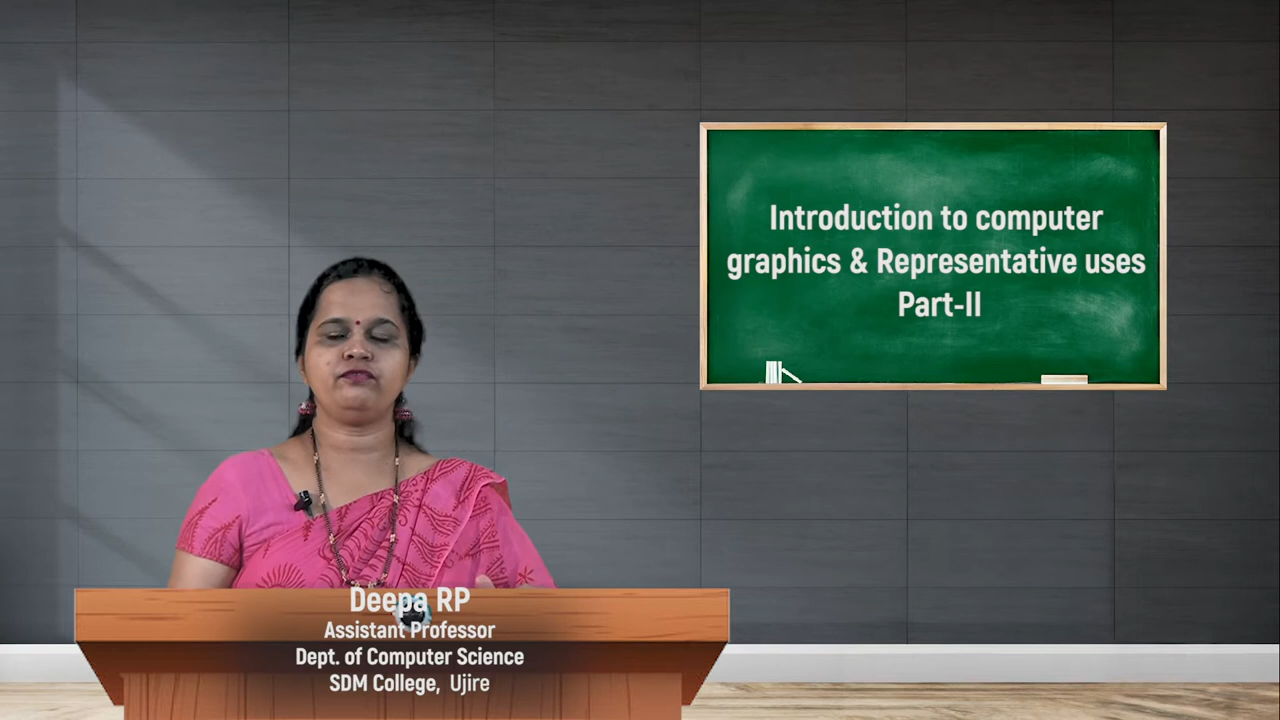 Introduction to computer
graphics & Representative uses
Part-II
Deepa RP
Assistant Professor
Dept. of Computer Science
SDM College, Ujire